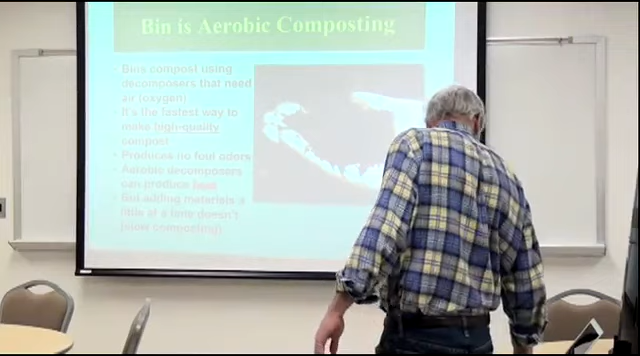 Bin is Aerobic Composting
• Bins compost using
decomposers that need
air (oxygen)
• It's the fastest way to
make high-quality
compost
• Produces no foul odors
• Aerobic decomposers
can produce heat
• But adding materials a
little at a time doesn't
(slow composting)